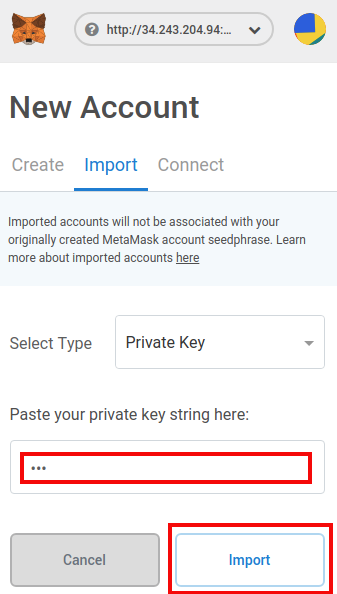 http://34.243.204.94:...
New Account
Create Import Connect
Imported accounts will not be associated with your
originally created MetaMask account seedphrase. Learn
more about imported accounts here
Select Type Private Key
Paste your private key string here:
•••
Cancel Import